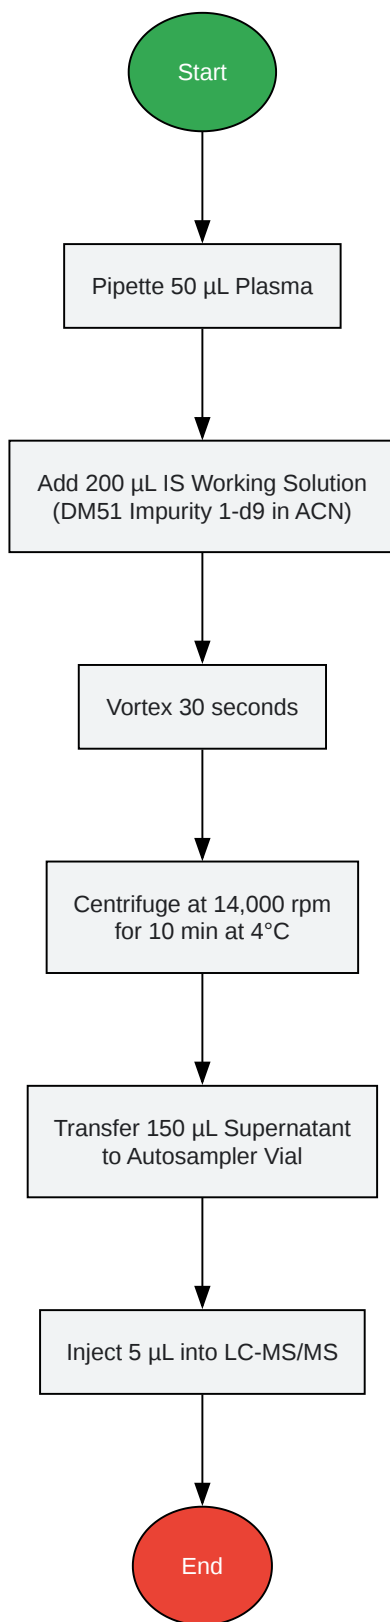 Start
Pipette 50 µL Plasma
Add 200 µL IS Working Solution
(DM51 Impurity 1-d9 in ACN)
Vortex 30 seconds
Centrifuge at 14,000 rpm
for 10 min at 4°C
Transfer 150 µL Supernatant
to Autosampler Vial
Inject 5 µL into LC-MS/MS
End